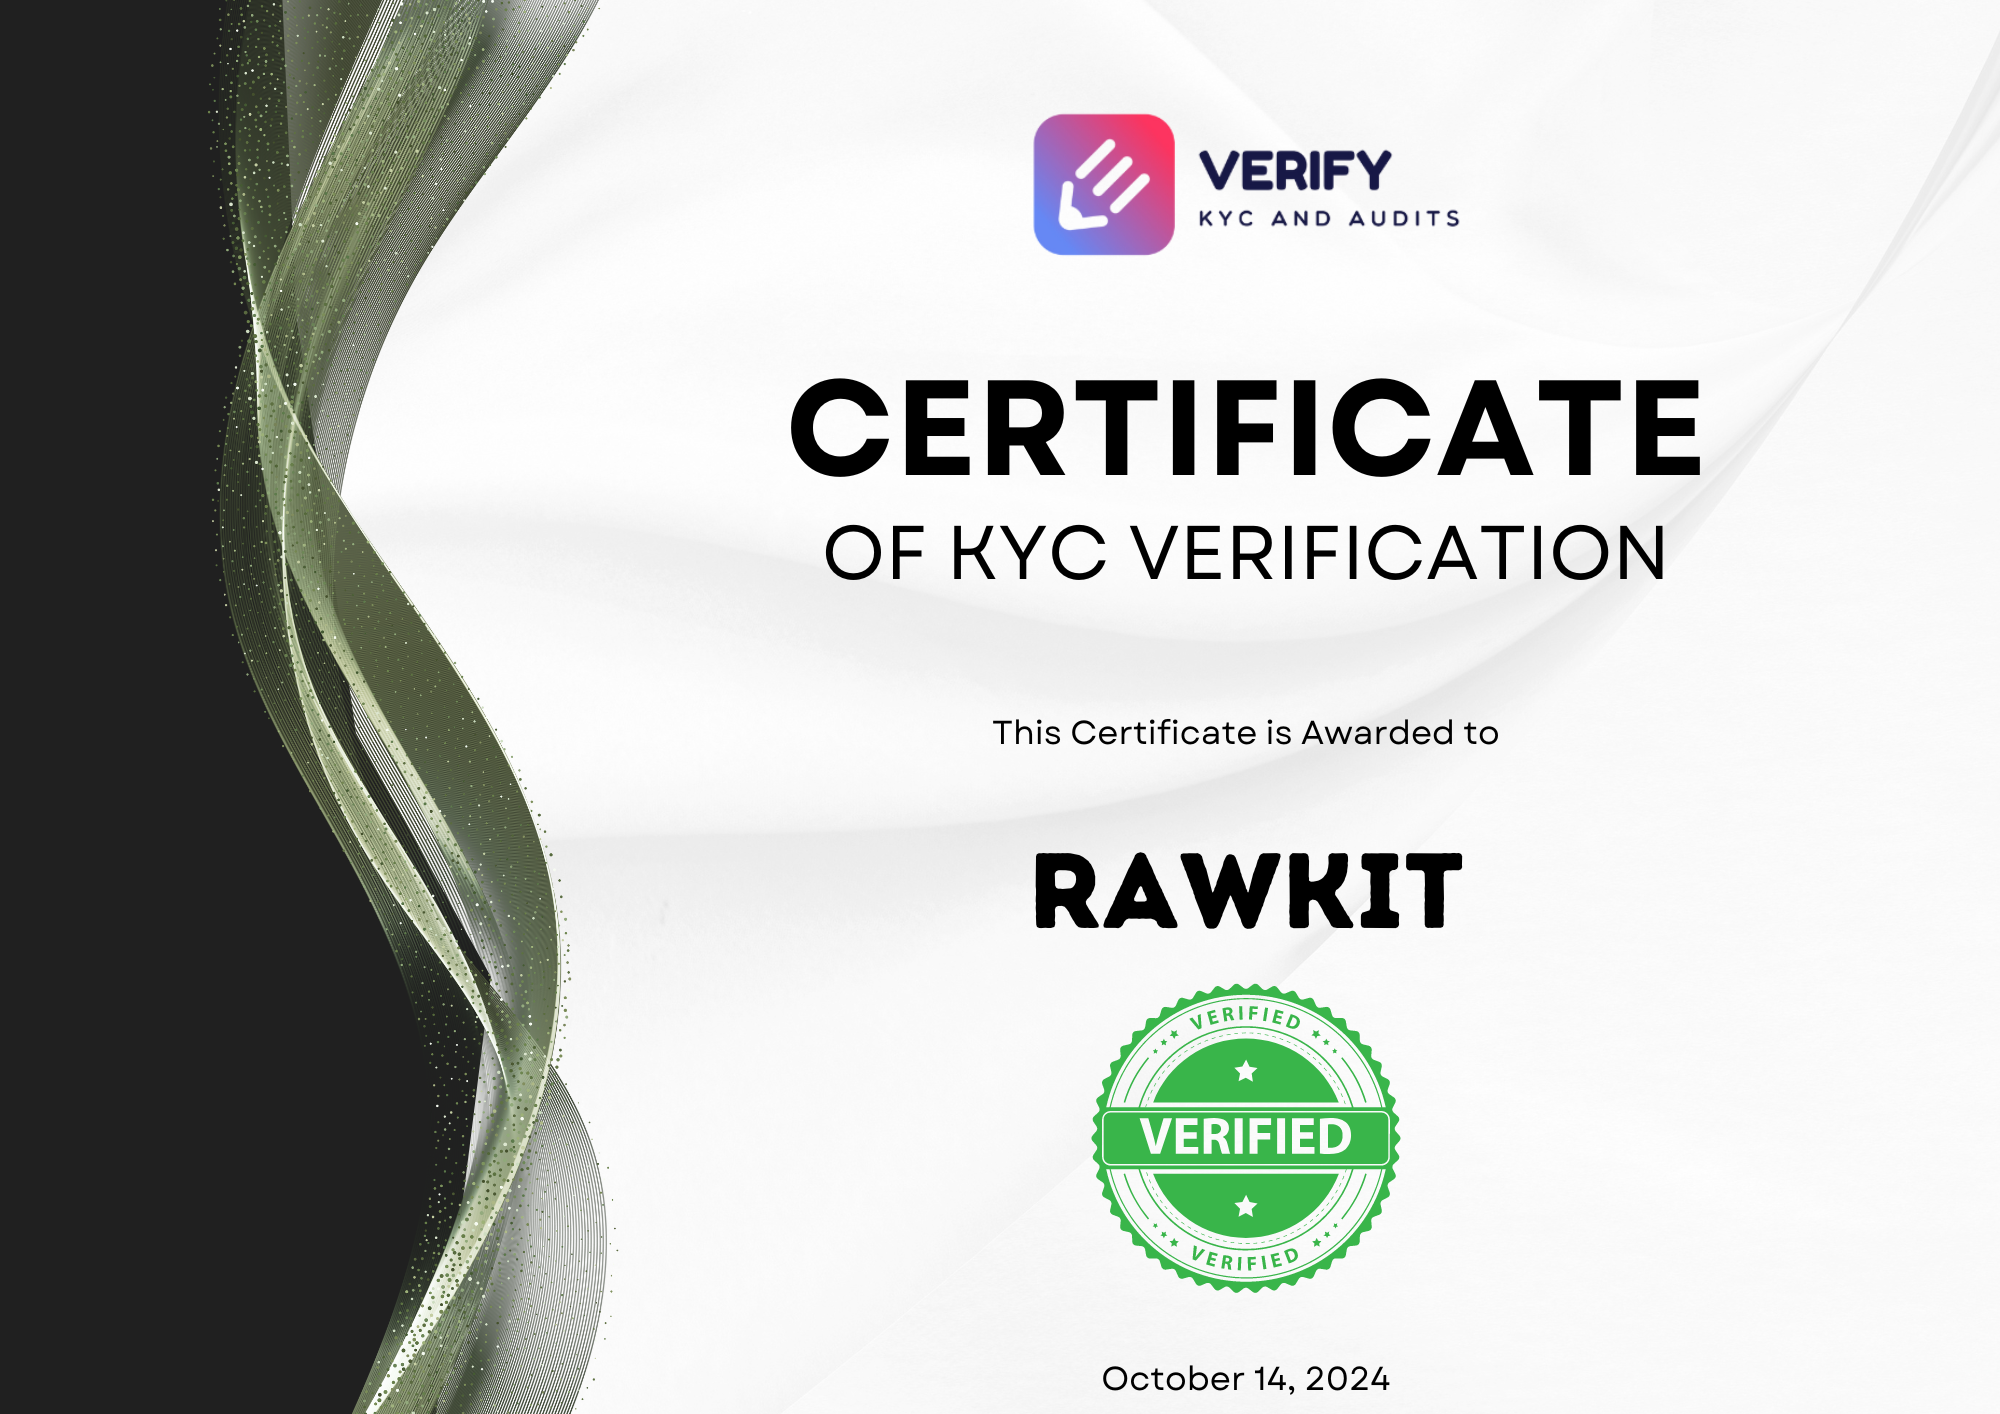 VERIFY
KYC AND AUDITS
CERTIFICATE
OF KYC VERIFICATION
This Certificate is Awarded to
RAWKIT
VERIFIED
VERIFIED
VERIFIED
October 14, 2024